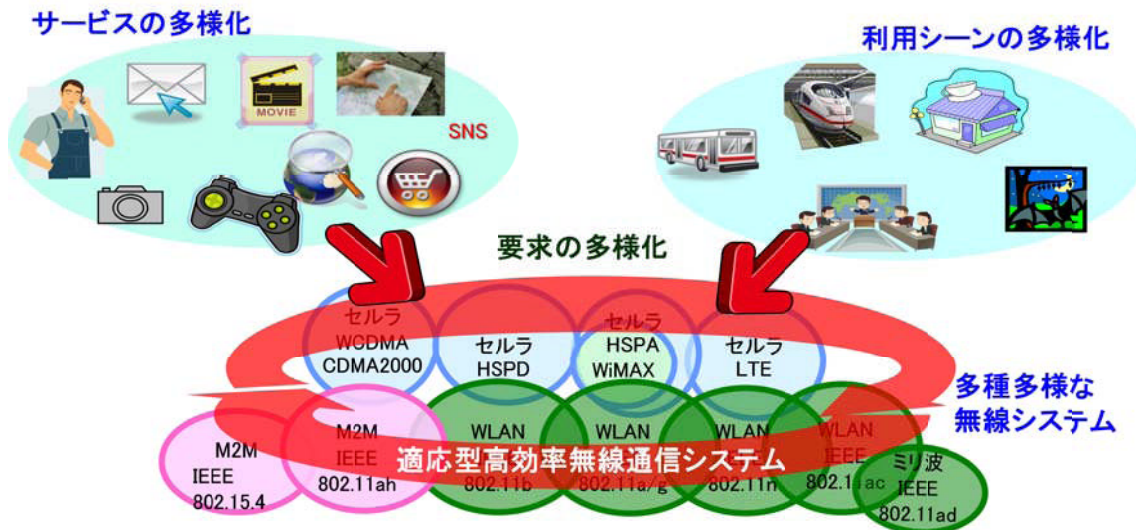 サービスの多様化
利用シーンの多様化
MOVIE
SNS
要求の多様化
セルラ
WCDMA
CDMA2000
セルラ
HSPD
セルラ
HSPA
WiMAX
セルラ
LTE
多種多様な
無線システム
M2M
IEEE
802.15.4
M2M
IEEE
802.11ah
WLAN
802.11b
WLAN
802.11a/g
WLAN
802.11n
WLAN
IEEE
802.11ac
ミリ波
IEEE
802.11ad
適応型高効率無線通信システム